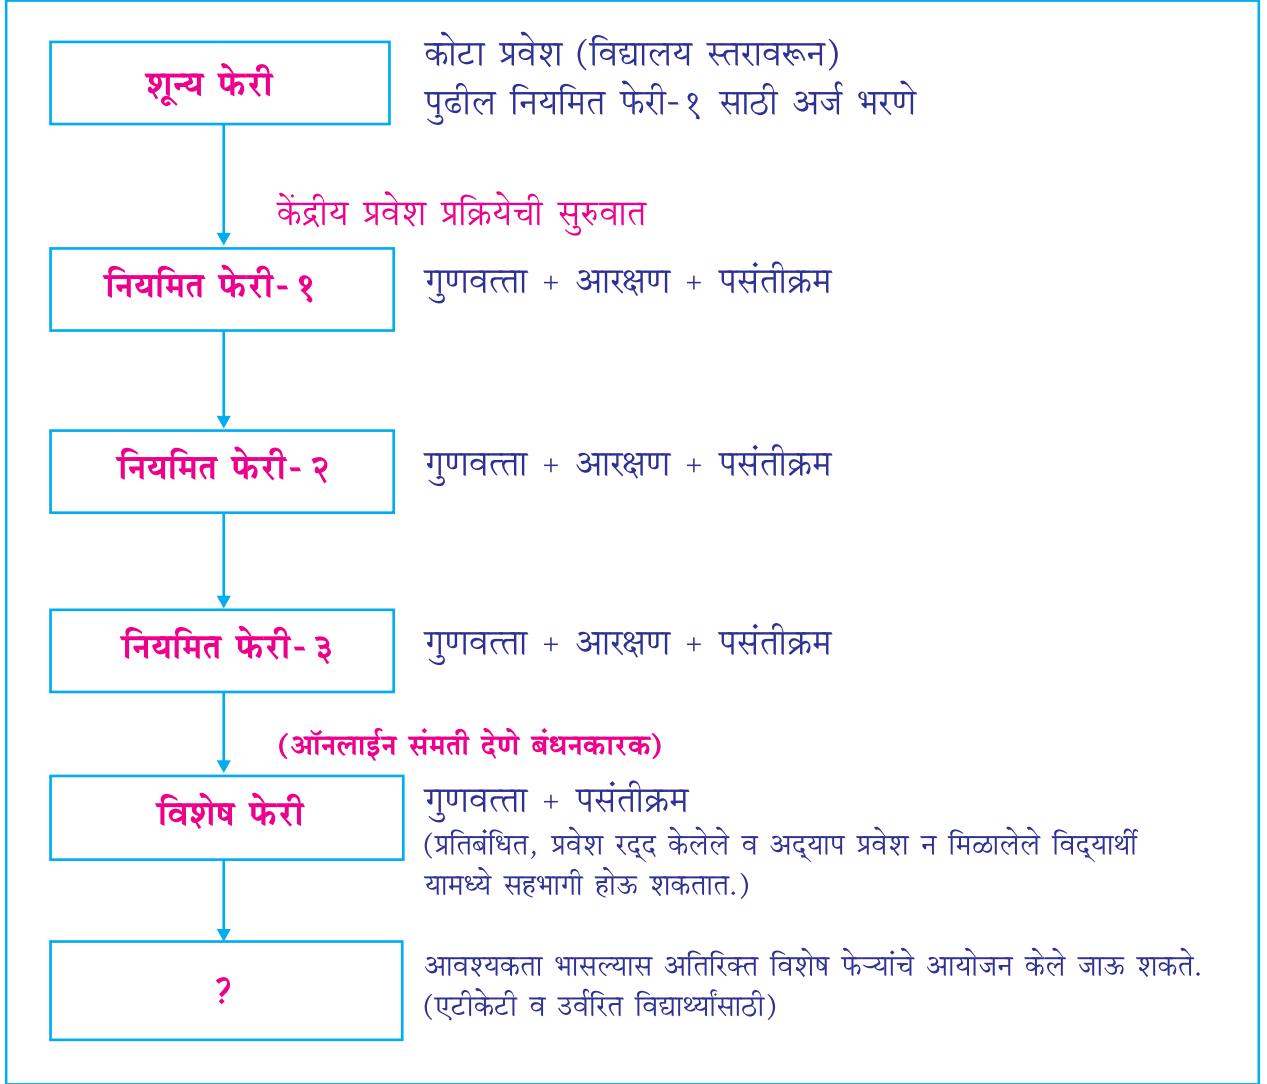 शून्य फेरी
कोटा प्रवेश (विद्यालय स्तरावरून)
पुढील नियमित फेरी-१ साठी अर्ज भरणे
केंद्रीय प्रवेश प्रक्रियेची सुरुवात
नियमित फेरी-१
गुणवत्ता + आरक्षण + पसंतीक्रम
नियमित फेरी-२
गुणवत्ता + आरक्षण + पसंतीक्रम
नियमित फेरी-३
गुणवत्ता + आरक्षण + पसंतीक्रम
(ऑनलाईन संमती देणे बंधनकारक)
विशेष फेरी
गुणवत्ता + पसंतीक्रम
(प्रतिबंधित, प्रवेश रद्द केलेले व अद्याप प्रवेश न मिळालेले विद्यार्थी
यामध्ये सहभागी होऊ शकतात.)
?
आवश्यकता भासल्यास अतिरिक्त विशेष फेऱ्यांचे आयोजन केले जाऊ शकते.
(एटीकेटी व उर्वरित विद्यार्थ्यांसाठी)